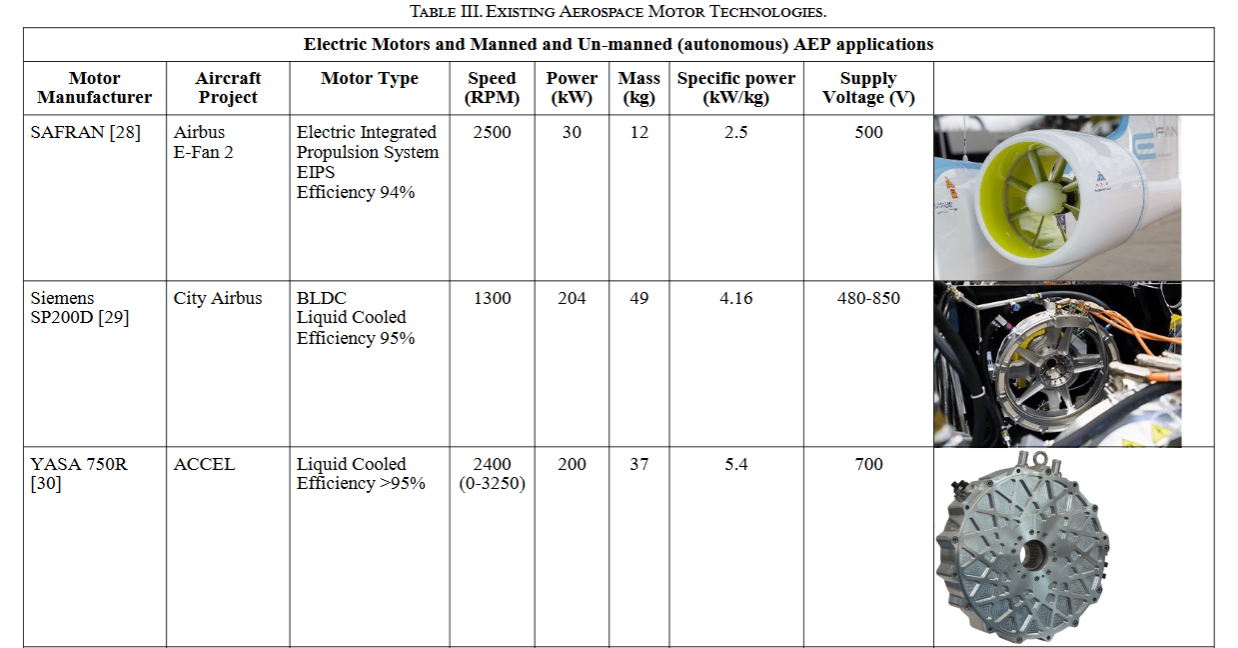 TABLE III. EXISTING AEROSPACE MOTOR TECHNOLOGIES.
Electric Motors and Manned and Un-manned (autonomous) AEP applications
Motor Manufacturer
Aircraft Project
Motor Type
Speed (RPM)
Power (kW)
Mass (kg)
Specific power (kW/kg)
Supply Voltage (V)
SAFRAN [28]
Airbus
E-Fan 2
Electric Integrated
Propulsion System
EIPS
Efficiency 94%
2500
30
12
2.5
500
E FAN
Siemens
SP200D [29]
City Airbus
BLDC
Liquid Cooled
Efficiency 95%
1300
204
49
4.16
480-850
YASA 750R
[30]
ACCEL
Liquid Cooled
Efficiency >95%
2400
(0-3250)
200
37
5.4
700